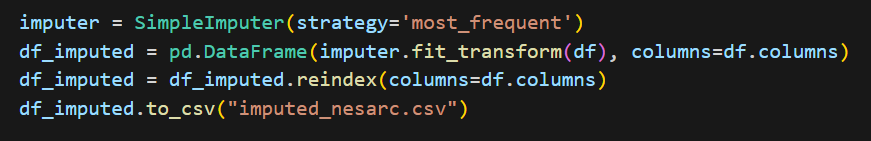 imputer = SimpleImputer(strategy='most_frequent')
df_imputed = pd.DataFrame(imputer.fit_transform(df), columns=df.columns)
df_imputed = df_imputed.reindex(columns=df.columns)
df_imputed.to_csv("imputed_nesarc.csv")